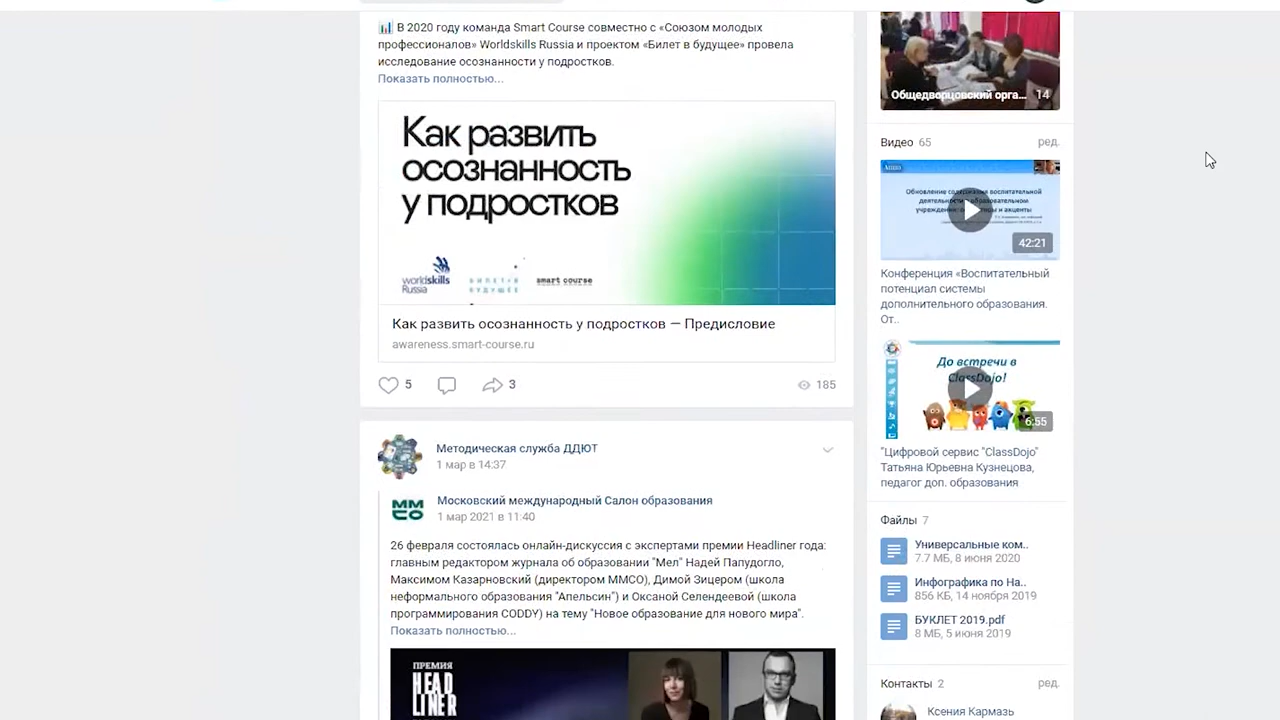 В 2020 году команда Smart Course совместно с «Союзом молодых
профессионалов» Worldskills Russia и проектом «Билет в будущее» провела
исследование осознанности у подростков.
Показать полностью...
Как развить
осознанность
у подростков
worldskills
Russia
БИЛЕТ В
БУДУЩЕЕ
smart course
Как развить осознанность у подростков — Предисловие
awareness.smart-course.ru
5
3
185
Методическая служба ДДЮТ
1 мар в 14:37
ММ
СО
Московский международный Салон образования
1 мар 2021 в 11:40
26 февраля состоялась онлайн-дискуссия с экспертами премии Headliner года:
главным редактором журнала об образовании "Мел" Надей Папудогло,
Максимом Казарновский (директором ММСО), Димой Зицером (школа
неформального образования "Апельсин") и Оксаной Селендеевой (школа
программирования CODDY) на тему "Новое образование для нового мира".
Показать полностью...
ПРЕМИЯ
HEAD
LINER
Общедворцовский орга...
14
Видео 65
ред.
Обновление содержания воспитательной
42:21
Конференция «Воспитательный
потенциал системы
дополнительного образования.
От..
До встречи в
ClassDojo!
6:55
"Цифровой сервис "ClassDojo"
Татьяна Юрьевна Кузнецова,
педагог доп. образования
Файлы 7
Универсальные ком..
7.7 МБ, 8 июня 2020
Инфографика по На..
856 КБ, 14 ноября 2019
БУКЛЕТ 2019.pdf
8 МБ, 5 июня 2019
Контакты 2
ред.
Ксения Кармазь